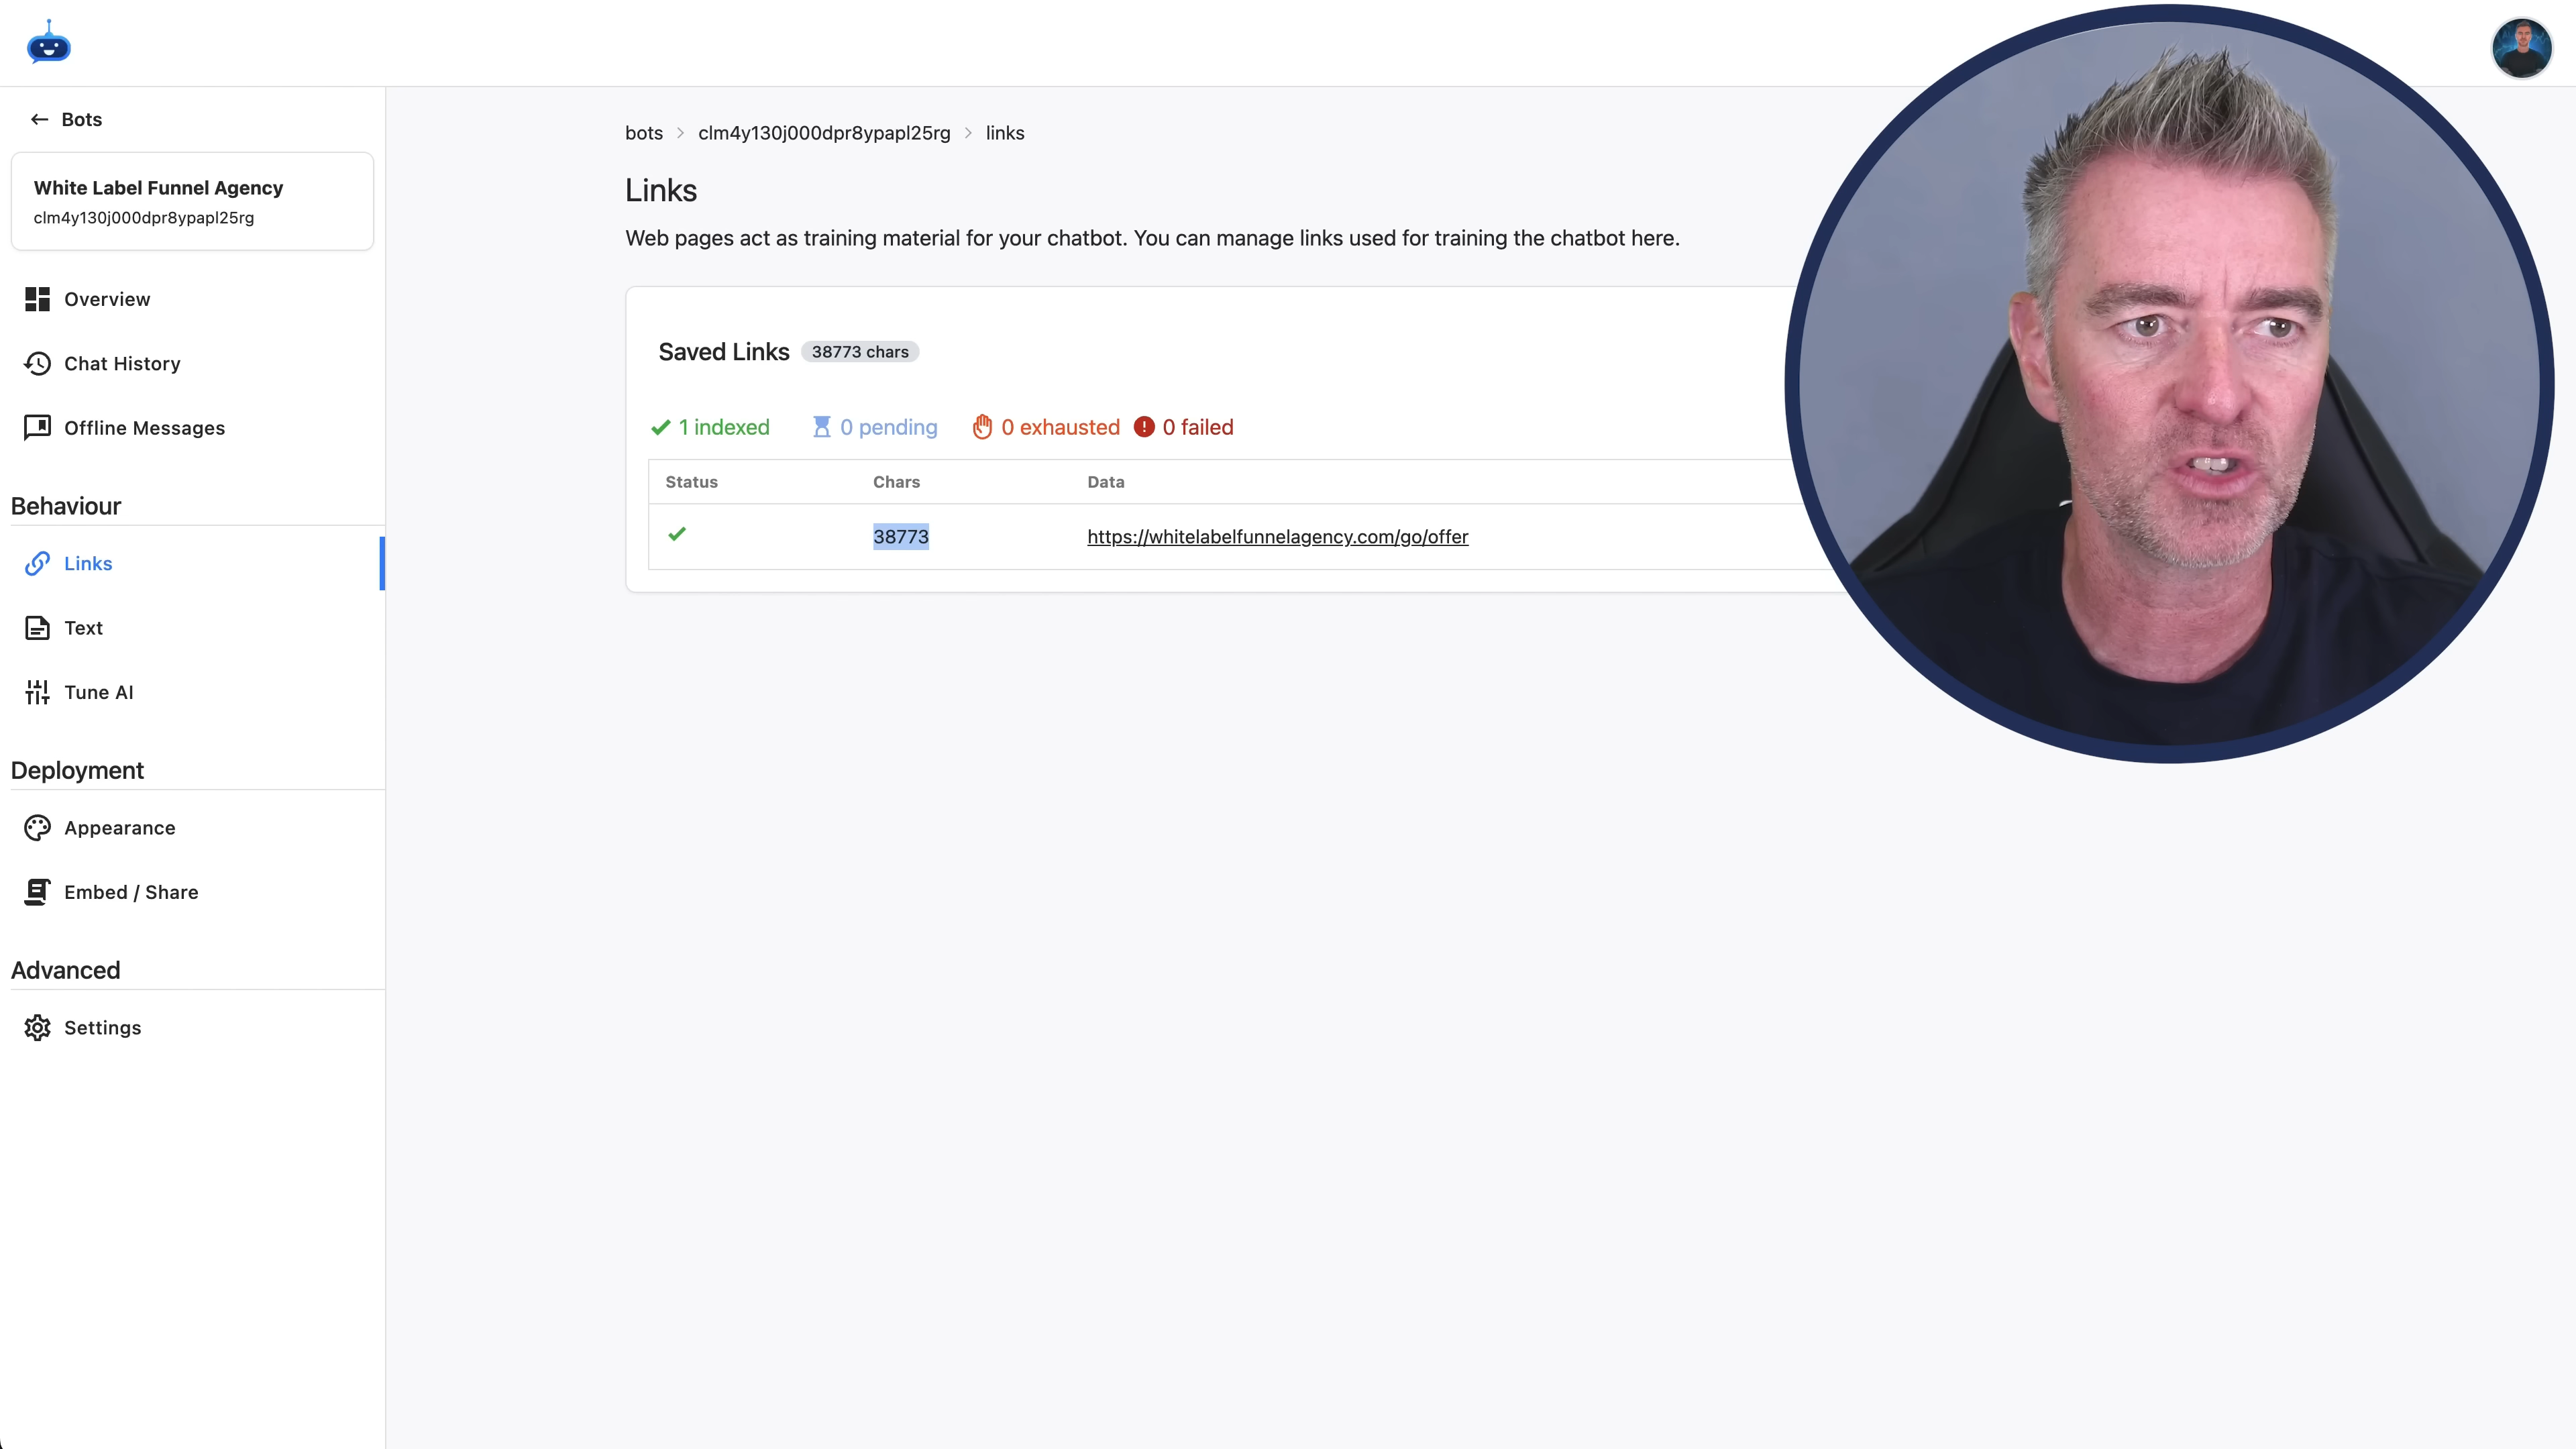 Bots
White Label Funnel Agency
clm4y130j000dpr8ypapl25rg
Overview
Chat History
Offline Messages
Behaviour
Links
Text
Tune AI
Deployment
Appearance
Embed / Share
Advanced
Settings
bots > clm4y130j000dpr8ypapl25rg > links
Links
Web pages act as training material for your chatbot. You can manage links used for training the chatbot here.
Saved Links 38773 chars
1 indexed 0 pending 0 exhausted 0 failed
Status Chars Data
38773 https://whitelabelfunnelagency.com/go/offer